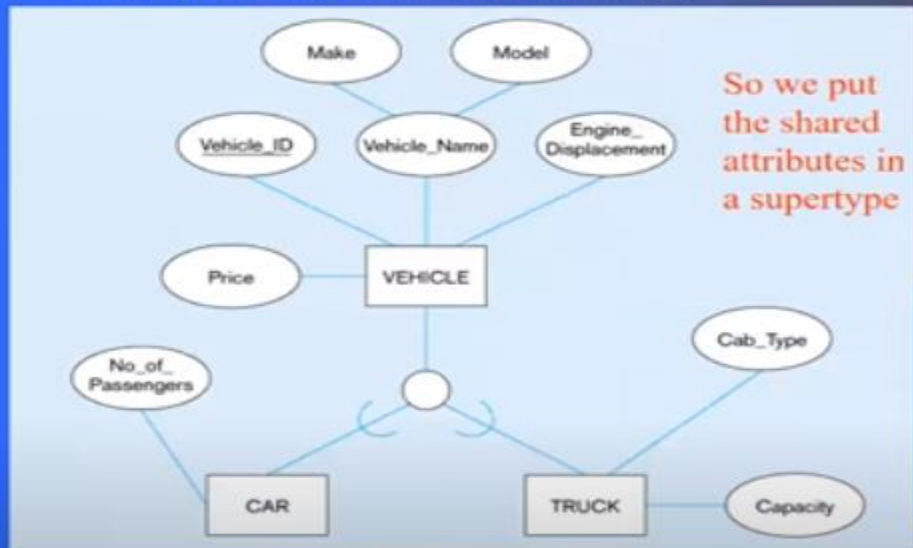 Make
Model
So we put
the shared
attributes in
a supertype
Vehicle_ID
Vehicle_Name
Engine_
Displacement
Price
VEHICLE
Cab_Type
No_of_
Passengers
CAR
TRUCK
Capacity